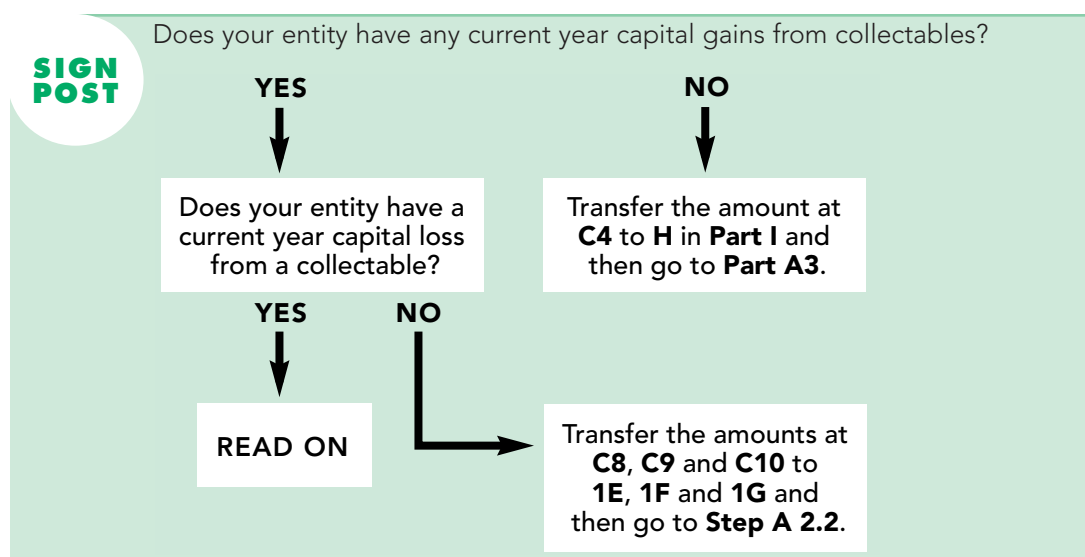 Does your entity have any current year capital gains from collectables?
SIGN
POST
YES
NO
Does your entity have a
current year capital loss
from a collectable?
Transfer the amount at
C4 to H in Part I and
then go to Part A3.
YES
NO
READ ON
Transfer the amounts at
C8, C9 and C10 to
1E, 1F and 1G and
then go to Step A 2.2.